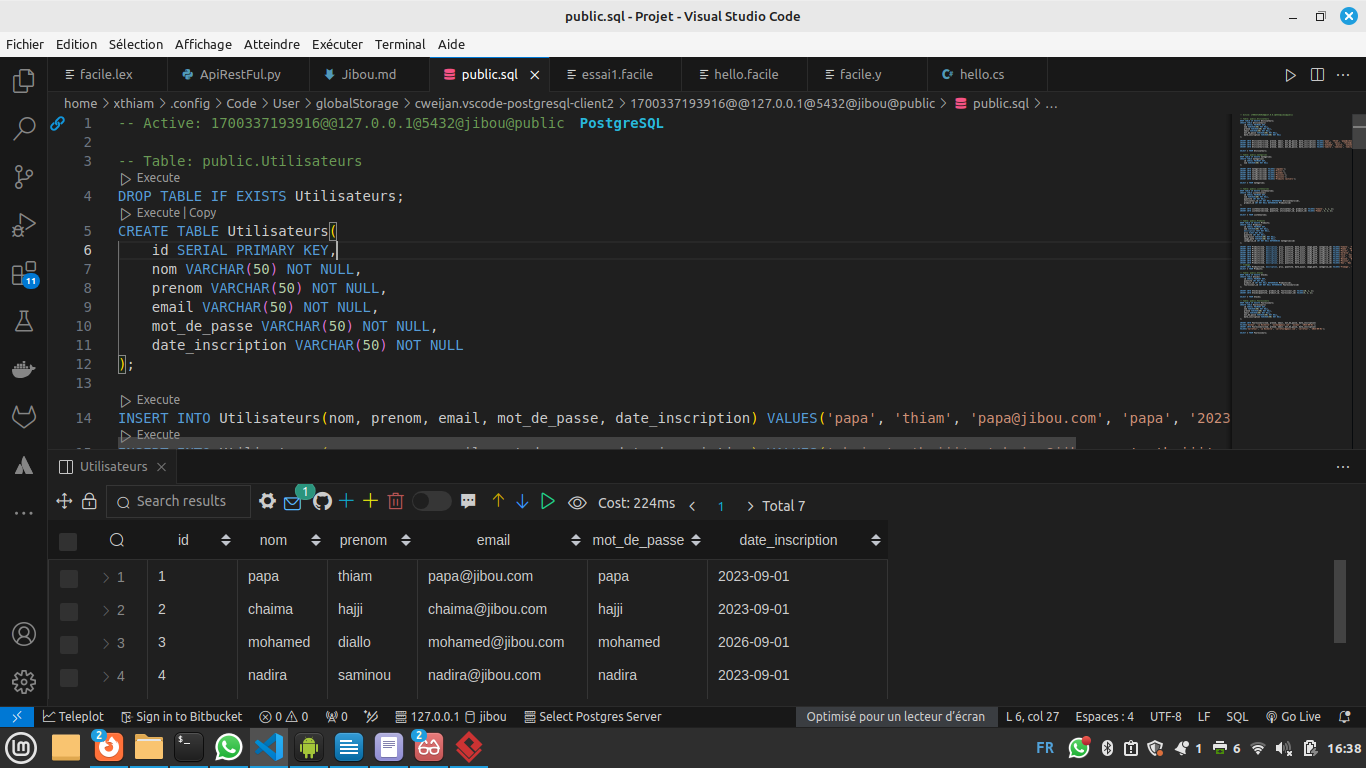 public.sql - Projet - Visual Studio Code
Fichier Edition Sélection Affichage Atteindre Exécuter Terminal Aide
facile.lex ApiRestFul.py Jibou.md public.sql essai1.facile hello.facile facile.y hello.cs
home > xthiam > .config > Code > User > globalStorage > cweijan.vscode-postgresql-client2 > 1700337193916@@127.0.0.1@5432@jibou@public > public.sql > ...
1 -- Active: 1700337193916@@127.0.0.1@5432@jibou@public PostgreSQL
2
3 -- Table: public.Utilisateurs
Execute
4 DROP TABLE IF EXISTS Utilisateurs;
Execute | Copy
5 CREATE TABLE Utilisateurs(
6 id SERIAL PRIMARY KEY,
7 nom VARCHAR(50) NOT NULL,
8 prenom VARCHAR(50) NOT NULL,
9 email VARCHAR(50) NOT NULL,
10 mot_de_passe VARCHAR(50) NOT NULL,
11 date_inscription VARCHAR(50) NOT NULL
12 );
13
Execute
14 INSERT INTO Utilisateurs(nom, prenom, email, mot_de_passe, date_inscription) VALUES('papa', 'thiam', 'papa@jibou.com', 'papa', '2023
Execute
11
Utilisateurs
Search results 1 Cost: 224ms < 1 > Total 7
id nom prenom email mot_de_passe date_inscription
1 1 papa thiam papa@jibou.com papa 2023-09-01
2 2 chaima hajji chaima@jibou.com hajji 2023-09-01
3 3 mohamed diallo mohamed@jibou.com mohamed 2026-09-01
4 4 nadira saminou nadira@jibou.com nadira 2023-09-01
Teleplot Sign in to Bitbucket 0 0 0 127.0.0.1 jibou Select Postgres Server Optimisé pour un lecteur d'écran L 6, col 27 Espaces : 4 UTF-8 LF SQL Go Live
2 2 FR 1 6 16:38